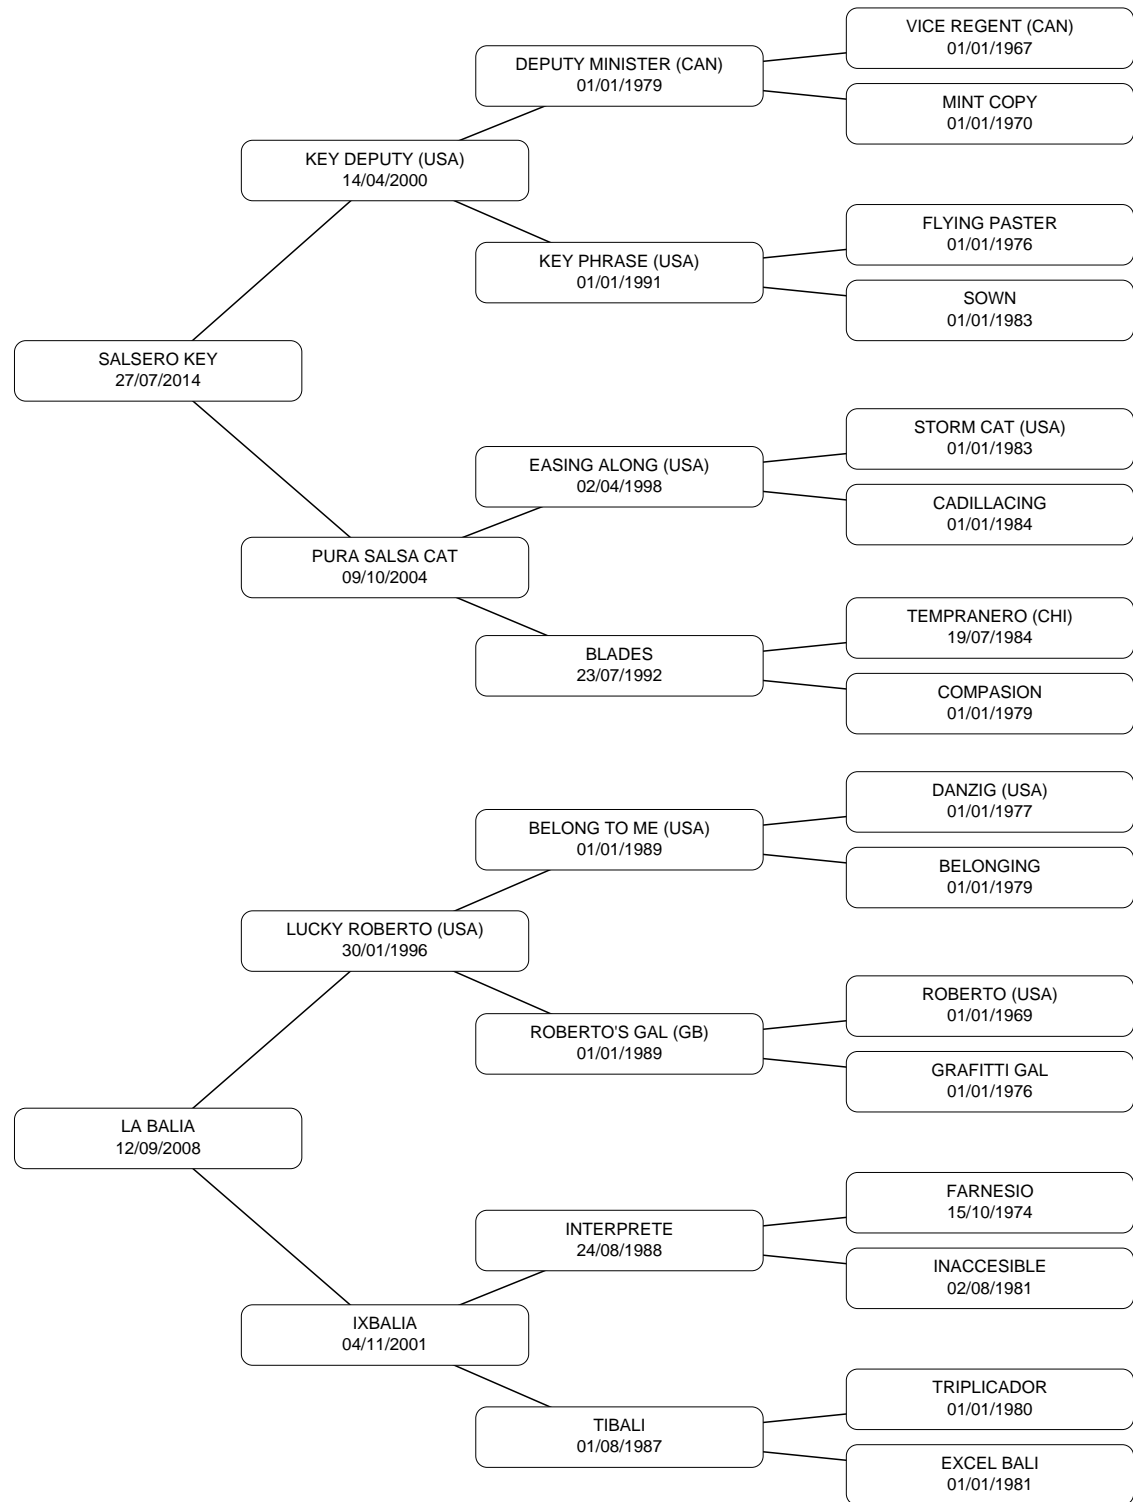 VICE REGENT (CAN)
01/01/1967
DEPUTY MINISTER (CAN)
01/01/1979
MINT COPY
01/01/1970
KEY DEPUTY (USA)
14/04/2000
FLYING PASTER
01/01/1976
KEY PHRASE (USA)
01/01/1991
SOWN
01/01/1983
SALSERO KEY
27/07/2014
STORM CAT (USA)
01/01/1983
EASING ALONG (USA)
02/04/1998
CADILLACING
01/01/1984
PURA SALSA CAT
09/10/2004
TEMPRANERO (CHI)
19/07/1984
BLADES
23/07/1992
COMPASION
01/01/1979
DANZIG (USA)
01/01/1977
BELONG TO ME (USA)
01/01/1989
BELONGING
01/01/1979
LUCKY ROBERTO (USA)
30/01/1996
ROBERTO (USA)
01/01/1969
ROBERTO'S GAL (GB)
01/01/1989
GRAFITTI GAL
01/01/1976
LA BALIA
12/09/2008
FARNESIO
15/10/1974
INTERPRETE
24/08/1988
INACCESIBLE
02/08/1981
IXBALIA
04/11/2001
TRIPLICADOR
01/01/1980
TIBALI
01/08/1987
EXCEL BALI
01/01/1981